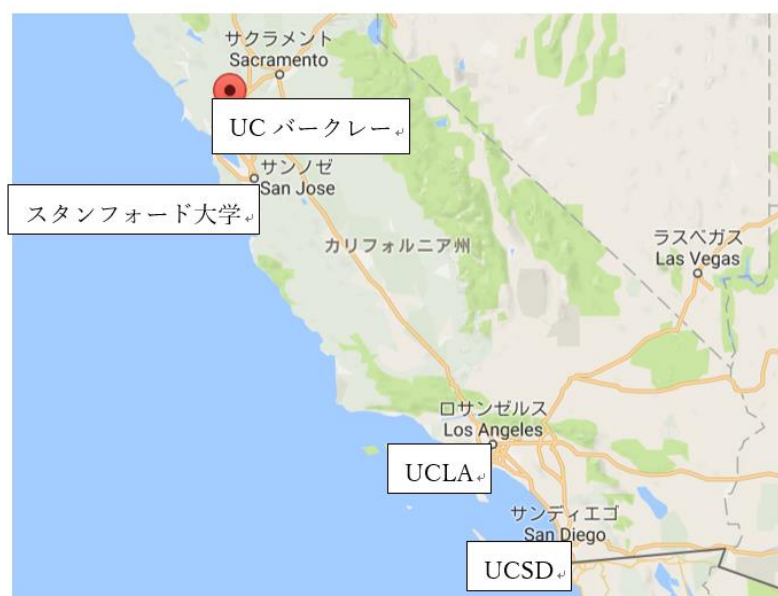 サクラメント
Sacramento
UC バークレー
サンノゼ
San Jose
スタンフォード大学
カリフォルニア州
ラスベガス
Las Vegas
ロサンゼルス
Los Angeles
UCLA
サンディエゴ
San Diego
UCSD